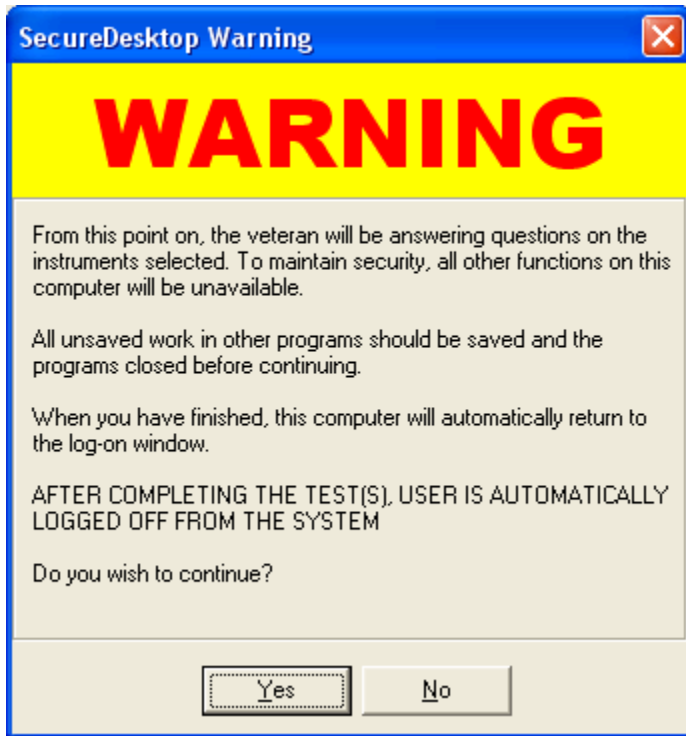 SecureDesktop Warning
WARNING
From this point on, the veteran will be answering questions on the
instruments selected. To maintain security, all other functions on this
computer will be unavailable.
All unsaved work in other programs should be saved and the
programs closed before continuing.
When you have finished, this computer will automatically return to
the log-on window.
AFTER COMPLETING THE TEST(S), USER IS AUTOMATICALLY
LOGGED OFF FROM THE SYSTEM
Do you wish to continue?
Yes No